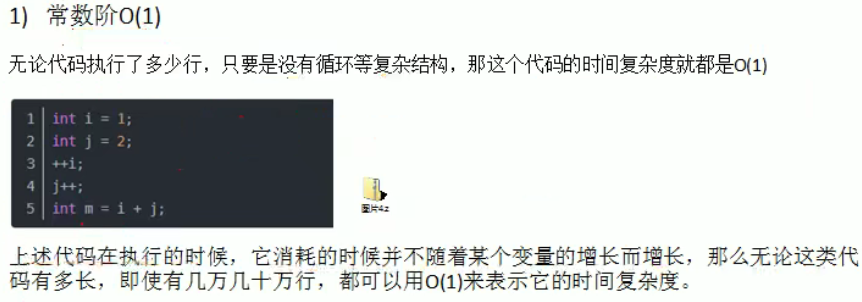 1) 常数阶O(1)
无论代码执行了多少行，只要是没有循环等复杂结构，那这个代码的时间复杂度就都是O(1)
1 int i = 1;
2 int j = 2;
3 ++i;
4 j++;
5 int m = i + j;
图片4.z
上述代码在执行的时候，它消耗的时候并不随着某个变量的增长而增长，那么无论这类代
码有多长，即使有几万几十万行，都可以用O(1)来表示它的时间复杂度。